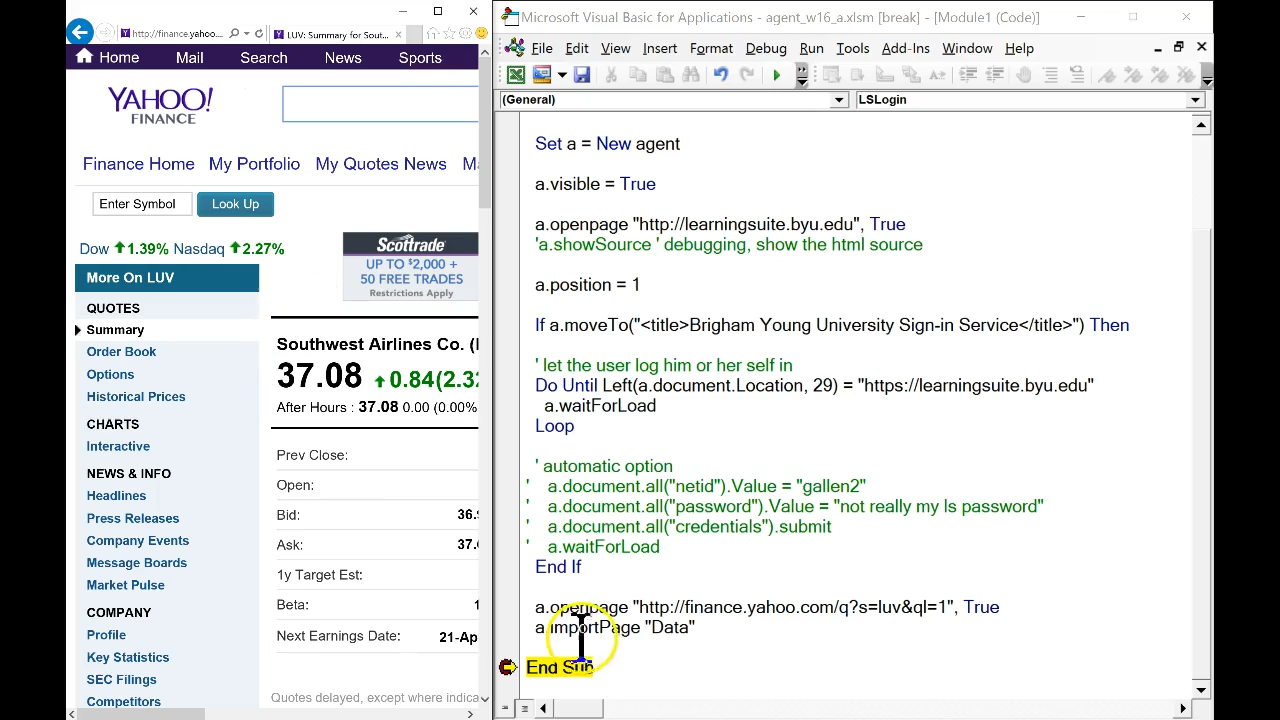 http://finance.yahoo... LUV: Summary for Sout...
Home Mail Search News Sports
YAHOO!
FINANCE
Finance Home My Portfolio My Quotes News
Enter Symbol Look Up
Dow 1.39% Nasdaq 2.27%
Scottrade
UP TO $2,000 +
50 FREE TRADES
Restrictions Apply
More On LUV
QUOTES
Summary
Order Book
Options
Historical Prices
CHARTS
Interactive
NEWS & INFO
Headlines
Press Releases
Company Events
Message Boards
Market Pulse
COMPANY
Profile
Key Statistics
SEC Filings
Competitors
Southwest Airlines Co. (
37.08 0.84(2.32
After Hours : 37.08 0.00 (0.00%
Prev Close:
Open:
Bid: 36.
Ask: 37.
1y Target Est:
Beta: 1
Next Earnings Date: 21-Ap
Quotes delayed, except where indica
Microsoft Visual Basic for Applications - agent_w16_a.xlsm [break] - [Module1 (Code)]
File Edit View Insert Format Debug Run Tools Add-Ins Window Help
(General) LSLogin
Set a = New agent
a.visible = True
a.openpage "http://learningsuite.byu.edu", True
'a.showSource ' debugging, show the html source
a.position = 1
If a.moveTo("<title>Brigham Young University Sign-in Service</title>") Then
' let the user log him or her self in
Do Until Left(a.document.Location, 29) = "https://learningsuite.byu.edu"
a.waitForLoad
Loop
' automatic option
' a.document.all("netid").Value = "gallen2"
' a.document.all("password").Value = "not really my ls password"
' a.document.all("credentials").submit
' a.waitForLoad
End If
a.openpage "http://finance.yahoo.com/q?s=luv&ql=1", True
a.importPage "Data"
End Sub